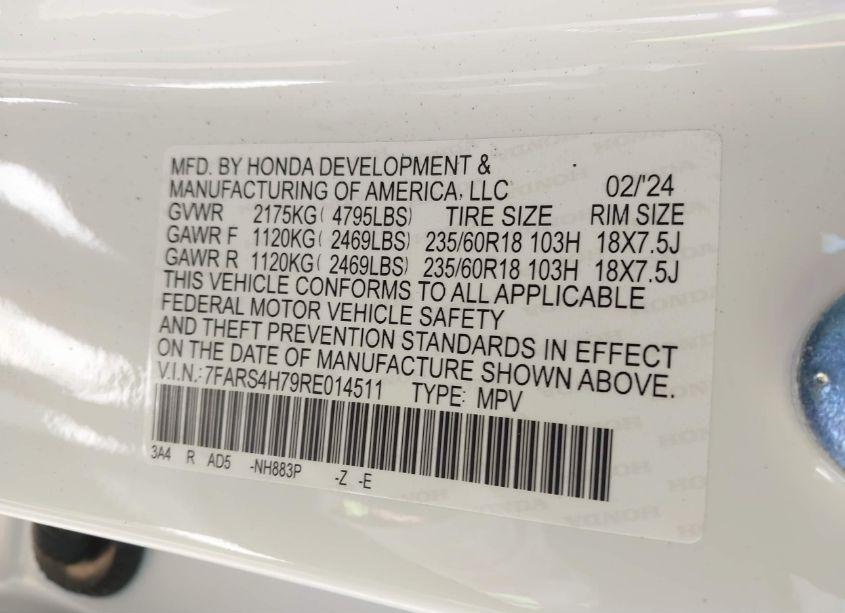 MFD. BY HONDA DEVELOPMENT &
MANUFACTURING OF AMERICA, LLC 02/'24
GVWR 2175KG( 4795LBS) TIRE SIZE RIM SIZE
GAWR F 1120KG( 2469LBS) 235/60R18 103H 18X7.5J
GAWR R 1120KG( 2469LBS) 235/60R18 103H 18X7.5J
THIS VEHICLE CONFORMS TO ALL APPLICABLE
FEDERAL MOTOR VEHICLE SAFETY
AND THEFT PREVENTION STANDARDS IN EFFECT
ON THE DATE OF MANUFACTURE SHOWN ABOVE.
V.I.N.:7FARS4H79RE014511 TYPE: MPV
3A4 R AD5 -NH883P -Z -E